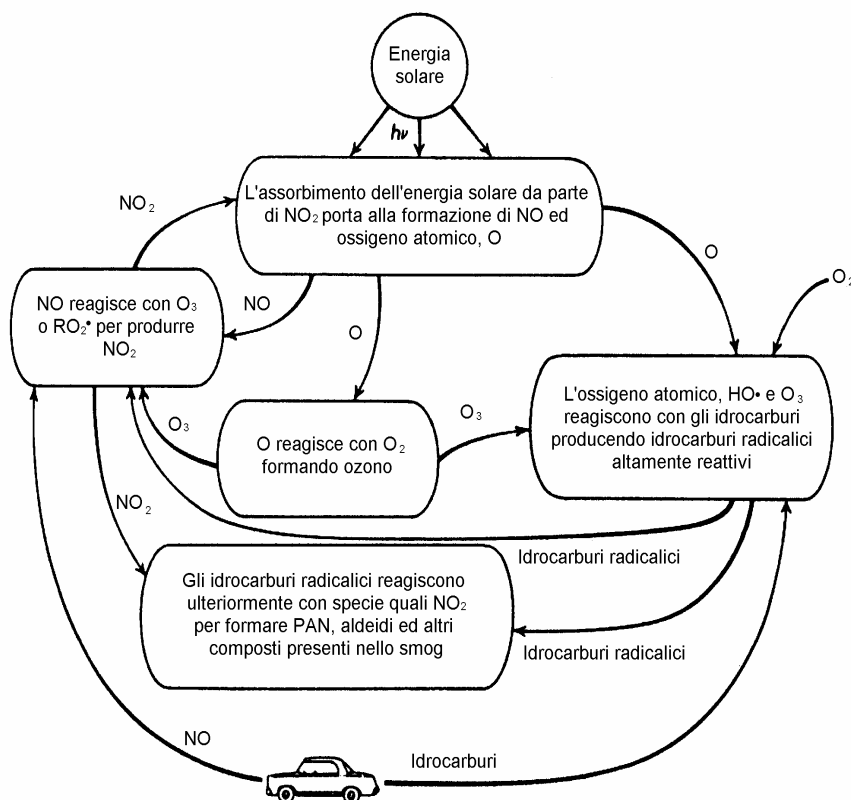 Energia
solare
hν
L'assorbimento dell'energia solare da parte
di NO₂ porta alla formazione di NO ed
ossigeno atomico, O
NO₂
O
O₂
NO
O
NO reagisce con O₃
o RO₂• per produrre
NO₂
L'ossigeno atomico, HO• e O₃
reagiscono con gli idrocarburi
producendo idrocarburi radicalici
altamente reattivi
O₃
O₃
O reagisce con O₂
formando ozono
NO₂
Idrocarburi radicalici
Gli idrocarburi radicalici reagiscono
ulteriormente con specie quali NO₂
per formare PAN, aldeidi ed altri
composti presenti nello smog
Idrocarburi radicalici
NO
Idrocarburi